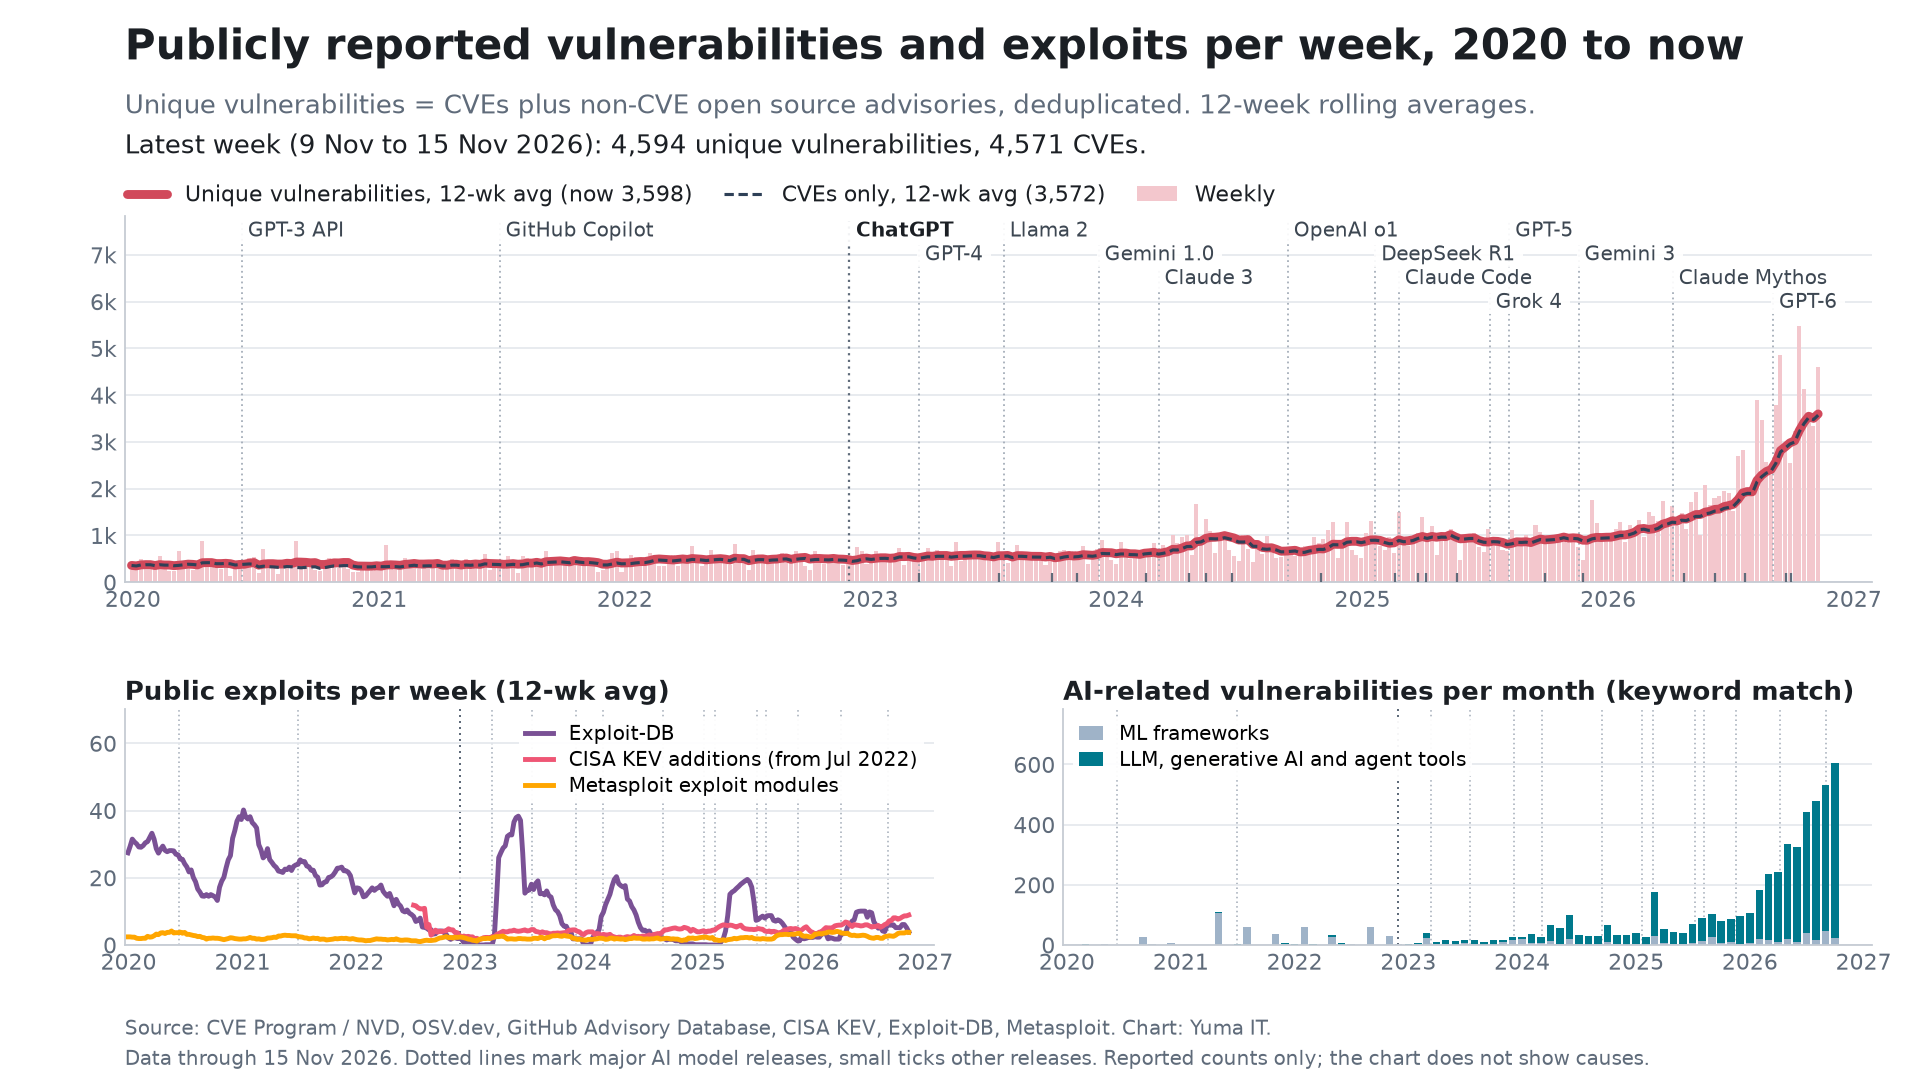 Publicly reported vulnerabilities and exploits per week, 2020 to now
Unique vulnerabilities = CVEs plus non-CVE open source advisories, deduplicated. 12-week rolling averages.
Latest week (9 Nov to 15 Nov 2026): 4,594 unique vulnerabilities, 4,571 CVEs.
Unique vulnerabilities, 12-wk avg (now 3,598) CVEs only, 12-wk avg (3,572) Weekly
GPT-3 API GitHub Copilot ChatGPT Llama 2 OpenAI o1 GPT-5
7k GPT-4 Gemini 1.0 DeepSeek R1 Gemini 3
Claude 3 Claude Code Claude Mythos
6k Grok 4 GPT-6
5k
4k
3k
2k
1k
0
2020 2021 2022 2023 2024 2025 2026 2027
Public exploits per week (12-wk avg)
Exploit-DB
CISA KEV additions (from Jul 2022)
Metasploit exploit modules
60
40
20
0
2020 2021 2022 2023 2024 2025 2026 2027
AI-related vulnerabilities per month (keyword match)
ML frameworks
LLM, generative AI and agent tools
600
400
200
0
2020 2021 2022 2023 2024 2025 2026 2027
Source: CVE Program / NVD, OSV.dev, GitHub Advisory Database, CISA KEV, Exploit-DB, Metasploit. Chart: Yuma IT.
Data through 15 Nov 2026. Dotted lines mark major AI model releases, small ticks other releases. Reported counts only; the chart does not show causes.